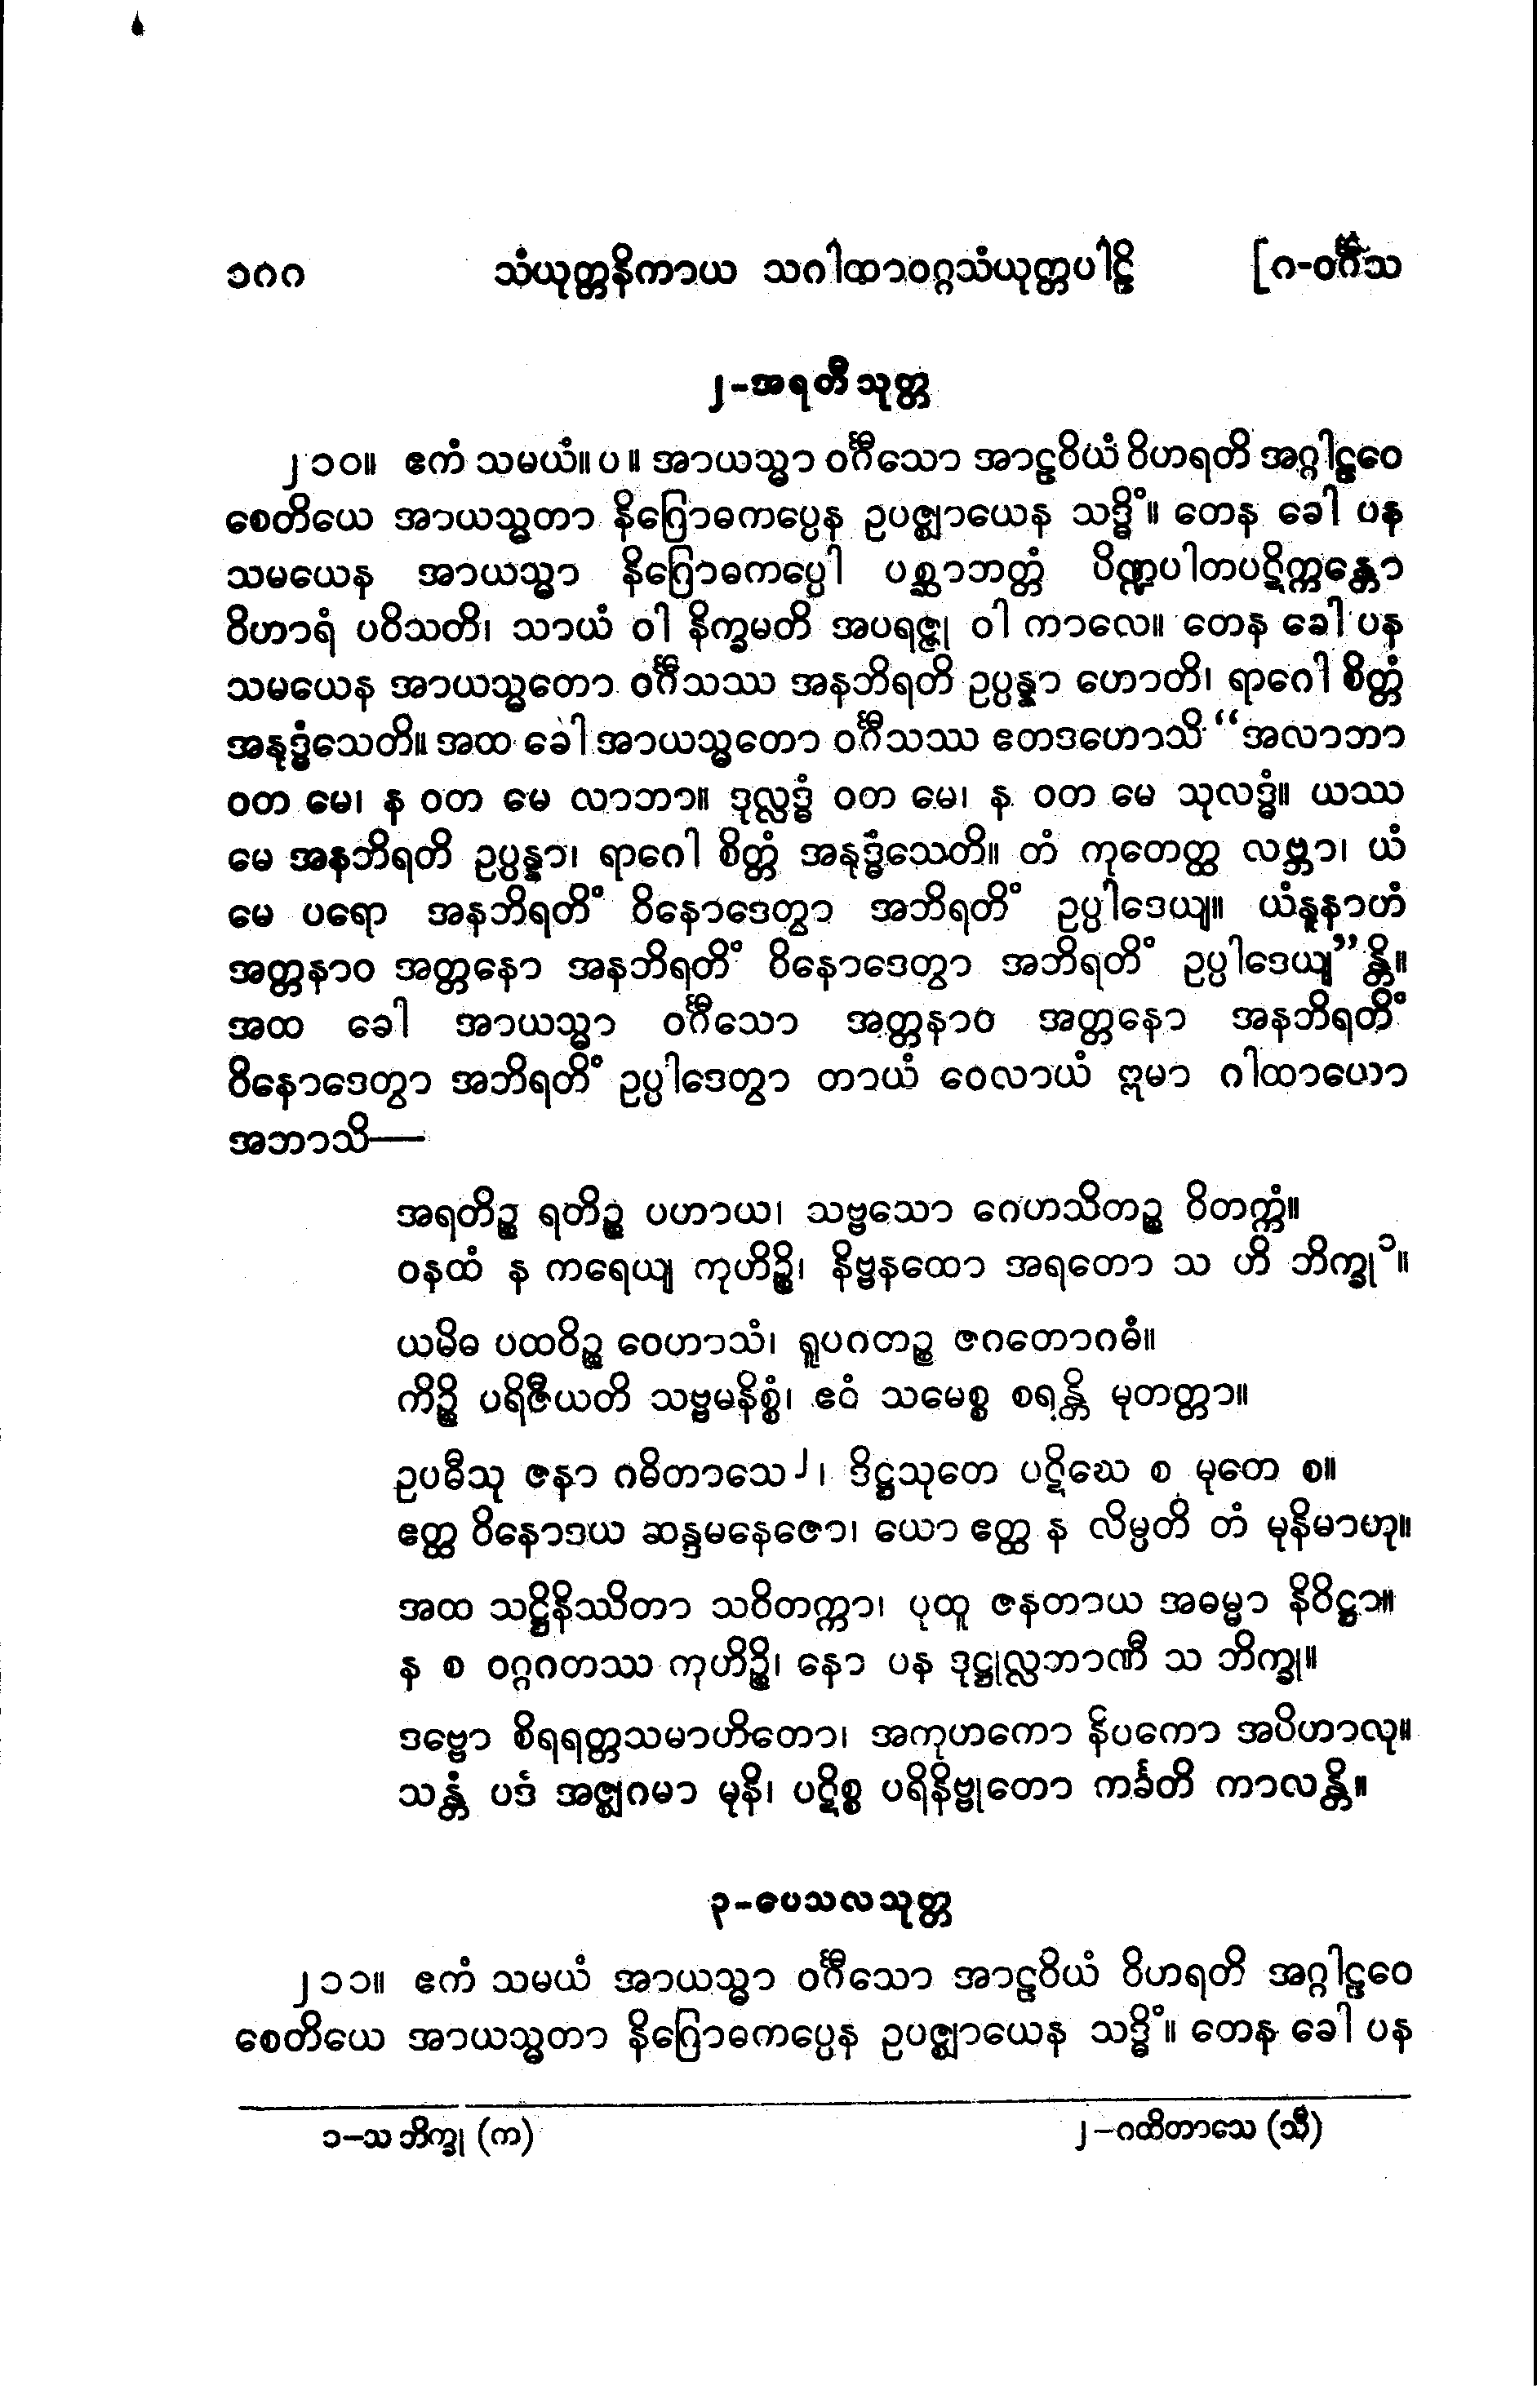 ၁၈၈ သံယုတ္တနိကာယ သဂါထာဝဂ္ဂသံယုတ္တပါဠိ [၈-ဝင်္ဂီသ
၂-အရတီသုတ္တ
၂၁၀။ ဧကံ သမယံ။ပ။ အာယသ္မာ ဝင်္ဂီသော အာဠဝိယံ ဝိဟရတိ အဂ္ဂါဠဝေ
စေတိယေ အာယသ္မတာ နိဂြောဓကပ္ပေန ဥပဇ္ဈာယေန သဒ္ဓိံ။ တေန ခေါ ပန
သမယေန အာယသ္မာ နိဂြောဓကပ္ပေါ ပစ္ဆာဘတ္တံ ပိဏ္ဍပါတပဋိက္ကန္တော
ဝိဟာရံ ပဝိသတိ၊ သာယံ ဝါ နိက္ခမတိ အပရဇ္ဇု ဝါ ကာလေ။ တေန ခေါ ပန
သမယေန အာယသ္မတော ဝင်္ဂီသဿ အနဘိရတိ ဥပ္ပန္နာ ဟောတိ၊ ရာဂေါ စိတ္တံ
အနုဒ္ဓံသေတိ။ အထ ခေါ အာယသ္မတော ဝင်္ဂီသဿ ဧတဒဟောသိ “အလာဘာ
ဝတ မေ၊ န ဝတ မေ လာဘာ။ ဒုလ္လဒ္ဓံ ဝတ မေ၊ န ဝတ မေ သုလဒ္ဓံ။ ယဿ
မေ အနဘိရတိ ဥပ္ပန္နာ၊ ရာဂေါ စိတ္တံ အနုဒ္ဓံသေတိ။ တံ ကုတေတ္ထ လဗ္ဘာ၊ ယံ
မေ ပရော အနဘိရတိံ ဝိနောဒေတွာ အဘိရတိံ ဥပ္ပါဒေယျ။ ယံနူနာဟံ
အတ္တနာဝ အတ္တနော အနဘိရတိံ ဝိနောဒေတွာ အဘိရတိံ ဥပ္ပါဒေယျ”န္တိ။
အထ ခေါ အာယသ္မာ ဝင်္ဂီသော အတ္တနာဝ အတ္တနော အနဘိရတိံ
ဝိနောဒေတွာ အဘိရတိံ ဥပ္ပါဒေတွာ တာယံ ဝေလာယံ ဣမာ ဂါထာယော
အဘာသိ—
အရတိဉ္စ ရတိဉ္စ ပဟာယ၊ သဗ္ဗသော ဂေဟသိတဉ္စ ဝိတက္ကံ။
ဝနထံ န ကရေယျ ကုဟိဉ္စိ၊ နိဗ္ဗနထော အရတော သ ဟိ ဘိက္ခု၁။
ယမိဓ ပထဝိဉ္စ ဝေဟာသံ၊ ရူပဂတဉ္စ ဇဂတောဂဓံ။
ကိဉ္စိ ပရိဇီယတိ သဗ္ဗမနိစ္စံ၊ ဧဝံ သမေစ္စ စရန္တိ မုတတ္တာ။
ဥပဓီသု ဇနာ ဂဓိတာသေ၂၊ ဒိဋ္ဌသုတေ ပဋိဃေ စ မုတေ စ။
ဧတ္ထ ဝိနောဒယ ဆန္ဒမနေဇော၊ ယော ဧတ္ထ န လိမ္ပတိ တံ မုနိမာဟု။
အထ သဋ္ဌိနိဿိတာ သဝိတက္ကာ၊ ပုထူ ဇနတာယ အဓမ္မာ နိဝိဋ္ဌာ။
န စ ဝဂ္ဂဂတဿ ကုဟိဉ္စိ၊ နော ပန ဒုဋ္ဌုလ္လဘာဏီ သ ဘိက္ခု။
ဒဗ္ဗော စိရရတ္တသမာဟိတော၊ အကုဟကော နိပကော အပိဟာလု။
သန္တံ ပဒံ အဇ္ဈဂမာ မုနိ၊ ပဋိစ္စ ပရိနိဗ္ဗုတော ကင်္ခတိ ကာလန္တိ။
၃-ပေသလသုတ္တ
၂၁၁။ ဧကံ သမယံ အာယသ္မာ ဝင်္ဂီသော အာဠဝိယံ ဝိဟရတိ အဂ္ဂါဠဝေ
စေတိယေ အာယသ္မတာ နိဂြောဓကပ္ပေန ဥပဇ္ဈာယေန သဒ္ဓိံ။ တေန ခေါ ပန
၁-သ ဘိက္ခု (က) ၂-ဂထိတာသေ (သီ)